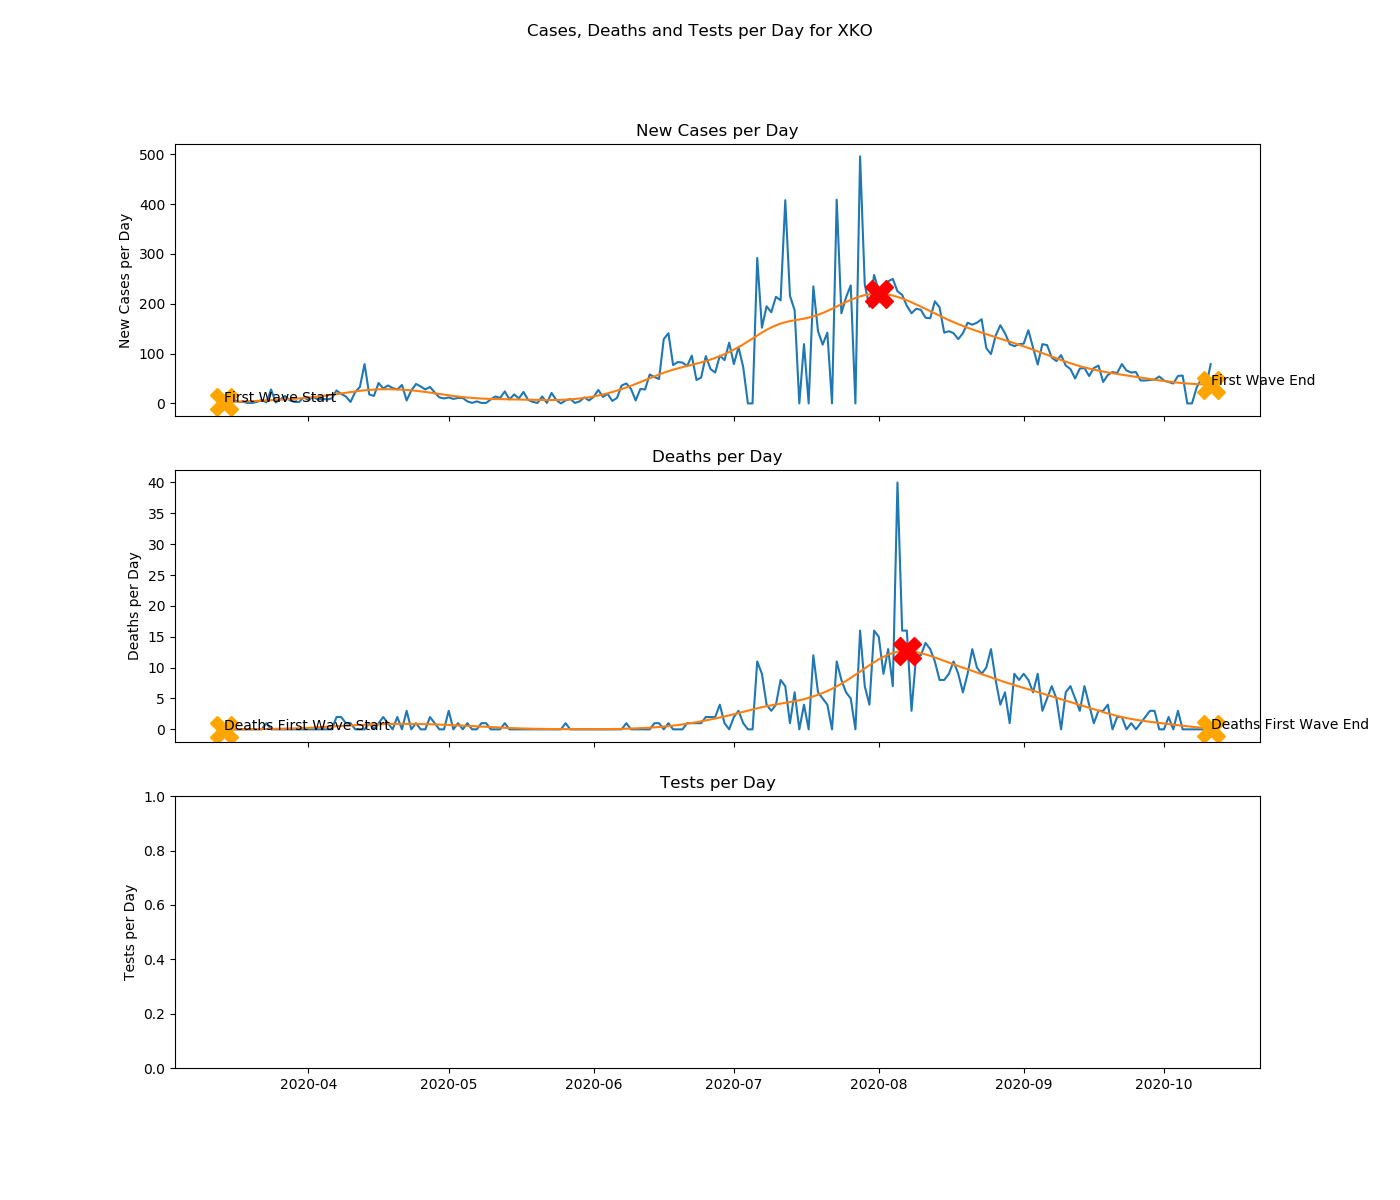 Cases, Deaths and Tests per Day for XKO
New Cases per Day
New Cases per Day
500
400
300
200
100
0
First Wave Start
First Wave End
Deaths per Day
Deaths per Day
40
35
30
25
20
15
10
5
0
Deaths First Wave Start
Deaths First Wave End
Tests per Day
Tests per Day
1.0
0.8
0.6
0.4
0.2
0.0
2020-04 2020-05 2020-06 2020-07 2020-08 2020-09 2020-10